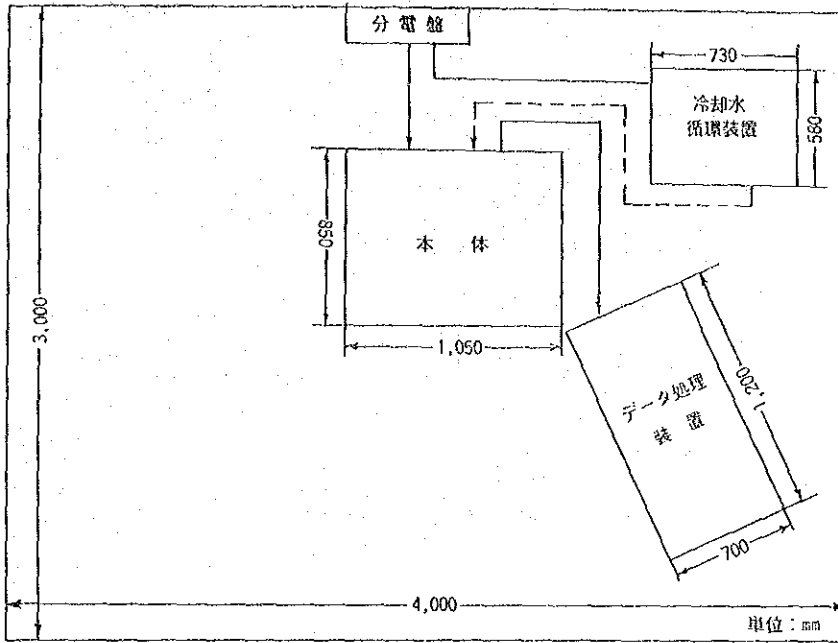 分電盤
730
冷却水
循環装置
580
850
本体
3,000
1,050
データ処理
装置
1,200
700
4,000
単位：mm